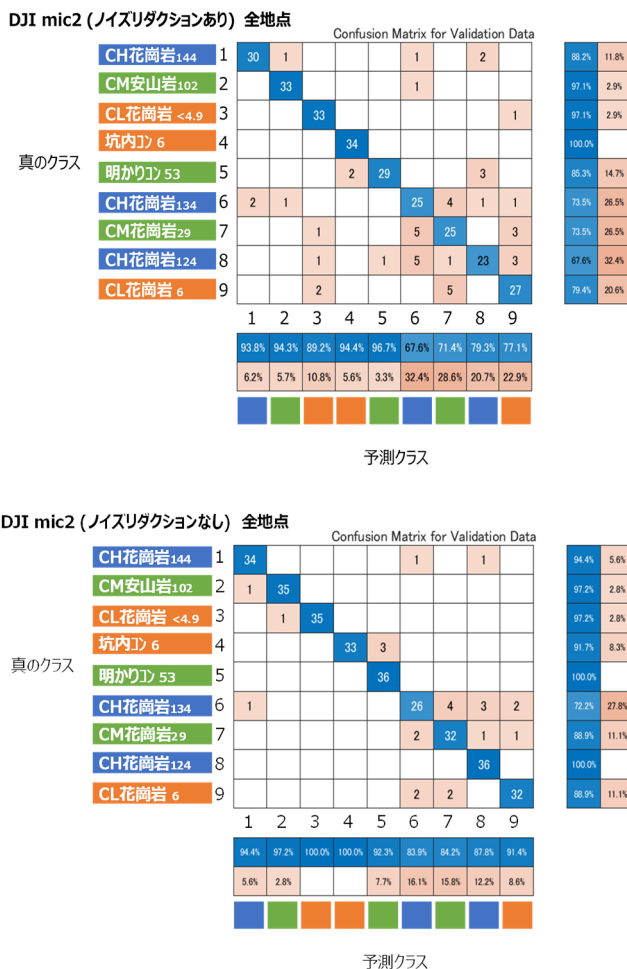 DJI mic2 (ノイズリダクションあり) 全地点
Confusion Matrix for Validation Data
CH花崗岩144 1 30 1 1 2 88.2% 11.8%
CM安山岩102 2 33 1 97.1% 2.9%
CL花崗岩 <4.9 3 33 1 97.1% 2.9%
坑内コン 6 4 34 100.0%
真のクラス
明かりコン 53 5 2 29 3 85.3% 14.7%
CH花崗岩134 6 2 1 25 4 1 1 73.5% 26.5%
CM花崗岩29 7 1 5 25 3 73.5% 26.5%
CH花崗岩124 8 1 1 5 1 23 3 67.6% 32.4%
CL花崗岩 6 9 2 5 27 79.4% 20.6%
1 2 3 4 5 6 7 8 9
93.8% 94.3% 89.2% 94.4% 96.7% 67.6% 71.4% 79.3% 77.1%
6.2% 5.7% 10.8% 5.6% 3.3% 32.4% 28.6% 20.7% 22.9%
予測クラス
DJI mic2 (ノイズリダクションなし) 全地点
Confusion Matrix for Validation Data
CH花崗岩144 1 34 1 1 94.4% 5.6%
CM安山岩102 2 1 35 97.2% 2.8%
CL花崗岩 <4.9 3 1 35 97.2% 2.8%
坑内コン 6 4 33 3 91.7% 8.3%
真のクラス
明かりコン 53 5 36 100.0%
CH花崗岩134 6 1 26 4 3 2 72.2% 27.8%
CM花崗岩29 7 2 32 1 1 88.9% 11.1%
CH花崗岩124 8 36 100.0%
CL花崗岩 6 9 2 2 32 88.9% 11.1%
1 2 3 4 5 6 7 8 9
94.4% 97.2% 100.0% 100.0% 92.3% 83.9% 84.2% 87.8% 91.4%
5.6% 2.8% 7.7% 16.1% 15.8% 12.2% 8.6%
予測クラス